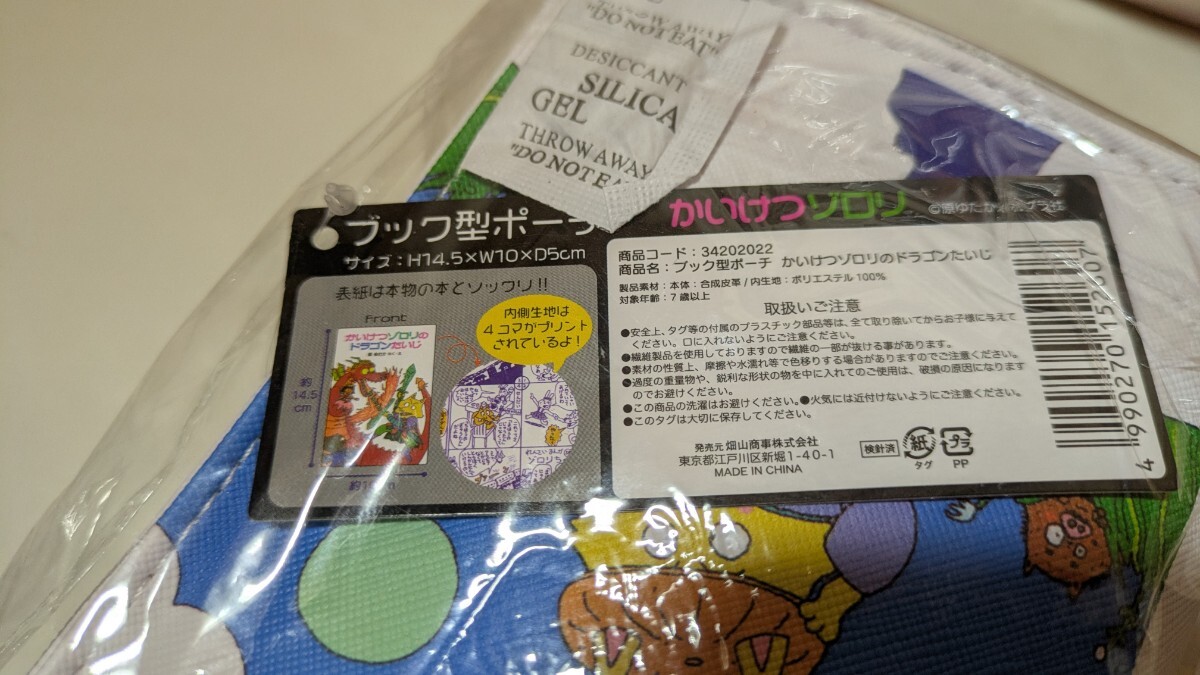 THROW AWAY
"DO NOT EAT"
DESICCANT
SILICA
GEL
THROW AWAY
"DO NOT EAT
ブック型ポーチ
サイズ:H14.5×W10×D5cm
表紙は本物の本とソックリ!!
Front
かいけつゾロリの
ドラゴンたいじ
約
14.5
cm
内側生地は
4コマがプリント
されているよ!
かいけつゾロリ
©原ゆたか
商品コード:34202022
商品名:ブック型ポーチ かいけつゾロリのドラゴンたいじ
製品素材:本体:合成皮革/内生地:ポリエステル100%
対象年齢:7歳以上
取扱いご注意
●安全上、タグ等の付属のプラスチック部品等は、全て取り除いてからお子様に与えて
ください。口に入れないようにご注意ください。
●繊維製品を使用しておりますので繊維の一部が抜ける事があります。
●素材の性質上、摩擦や水濡れ等で色移りする場合がありますのでご注意ください。
●過度の重量物や、鋭利な形状の物を中に入れてのご使用は、破損の原因になります
のでお避けください。
●この商品の洗濯はお避けください。●火気には近付けないようにご注意ください。
●このタグは大切に保存してください。
発売元 畑山商事株式会社
東京都江戸川区新堀1-40-1
MADE IN CHINA
検針済
紙
タグ
プラ
PP
4 990270 152007